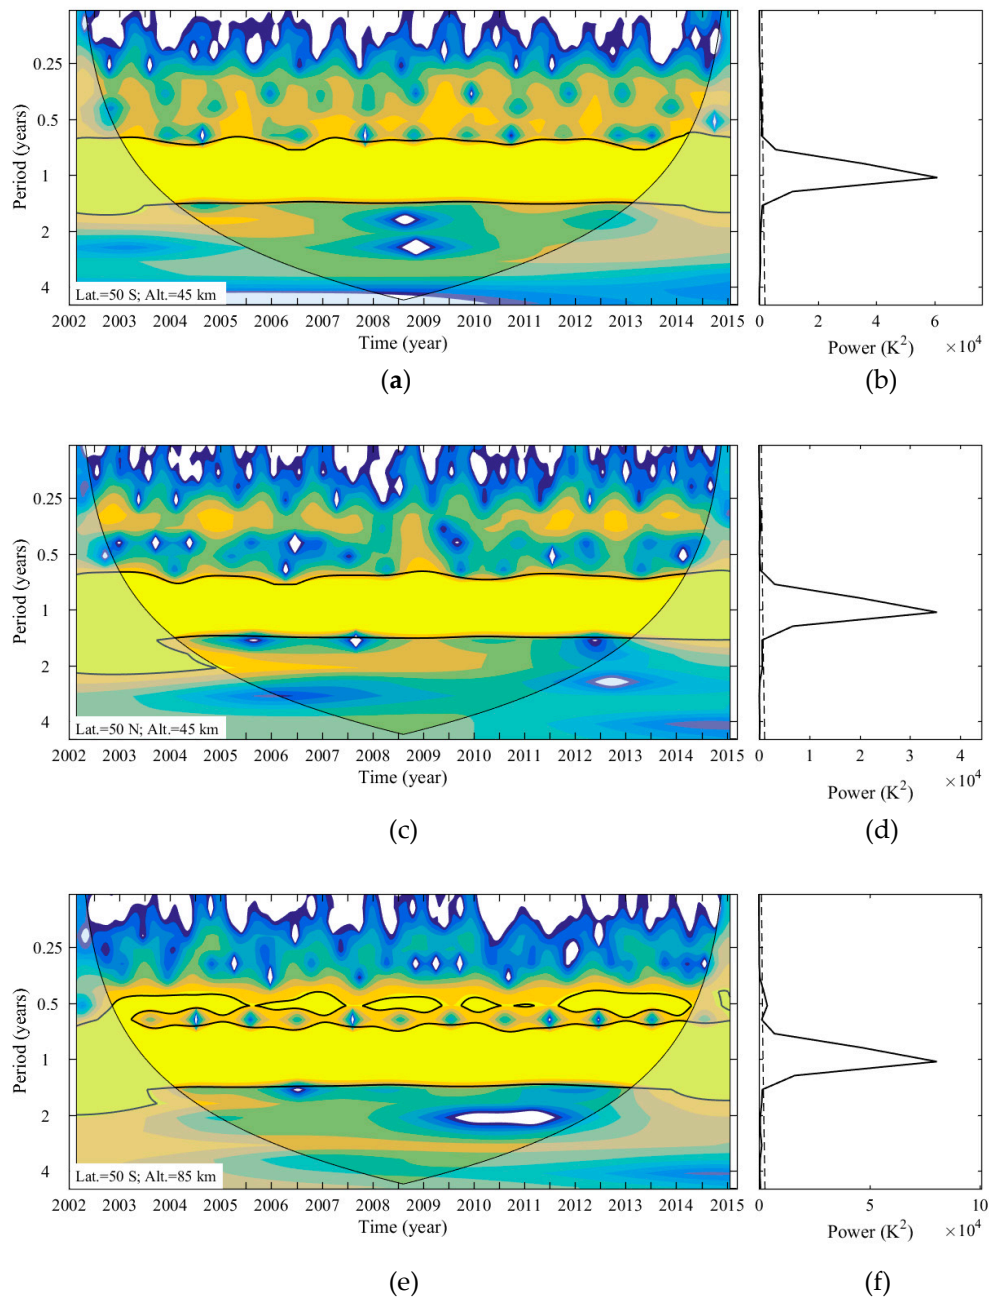 0.25
0.5
1
2
4
Period (years)
Lat.=50 S; Alt.=45 km
2002 2003 2004 2005 2006 2007 2008 2009 2010 2011 2012 2013 2014 2015
Time (year)
0 2 4 6
×10⁴
Power (K²)
(a)
(b)
0.25
0.5
1
2
4
Period (years)
Lat.=50 N; Alt.=45 km
2002 2003 2004 2005 2006 2007 2008 2009 2010 2011 2012 2013 2014 2015
Time (year)
0 1 2 3 4
×10⁴
Power (K²)
(c)
(d)
0.25
0.5
1
2
4
Period (years)
Lat.=50 S; Alt.=85 km
2002 2003 2004 2005 2006 2007 2008 2009 2010 2011 2012 2013 2014 2015
Time (year)
0 5 10
×10⁴
Power (K²)
(e)
(f)